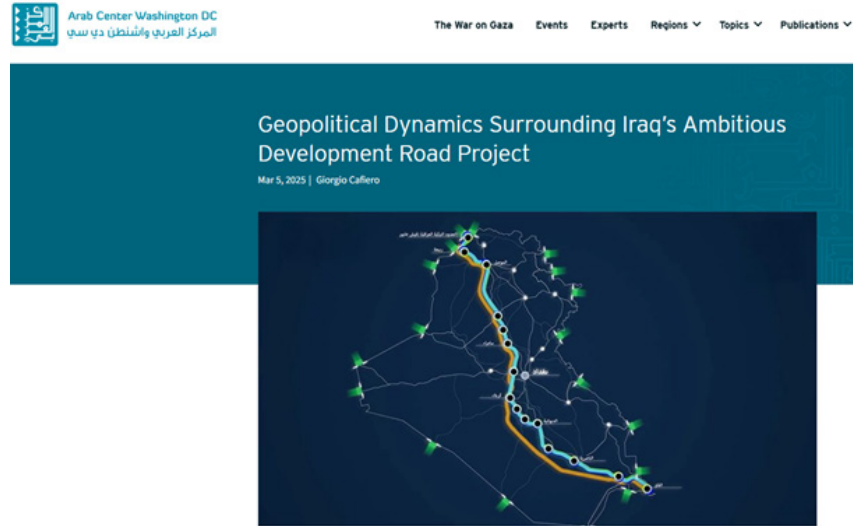 Arab Center Washington DC
المركز العربي واشنطن دي سي
The War on Gaza Events Experts Regions Topics Publications
Geopolitical Dynamics Surrounding Iraq's Ambitious
Development Road Project
Mar 5, 2025 | Giorgio Cafiero
الموصل